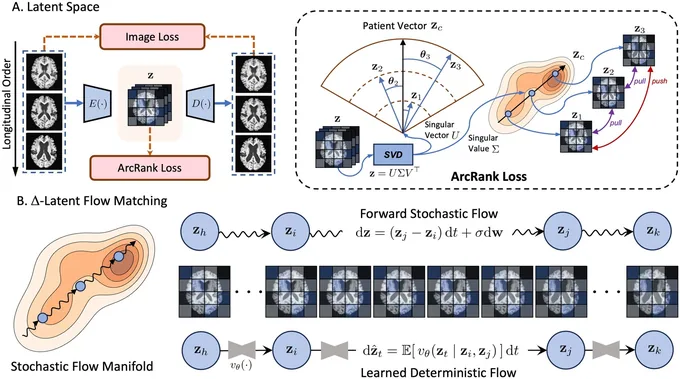 A. Latent Space
Longitudinal Order
Image Loss
E(·)
z
D(·)
ArcRank Loss
Patient Vector z_c
θ_3
z_3
z_2
θ_2
z_1
Singular
Vector U
z
SVD
z = UΣV^⊤
Singular
Value Σ
z_c
z_3
z_2
z_1
pull
push
pull
ArcRank Loss
B. Δ-Latent Flow Matching
Stochastic Flow Manifold
Forward Stochastic Flow
z_h
z_i
dz = (z_j − z_i) dt + σdw
z_j
z_k
z_h
v_θ(·)
z_i
dẑ_t = 𝔼[ v_θ(z_t | z_i, z_j) ] dt
z_j
z_k
Learned Deterministic Flow